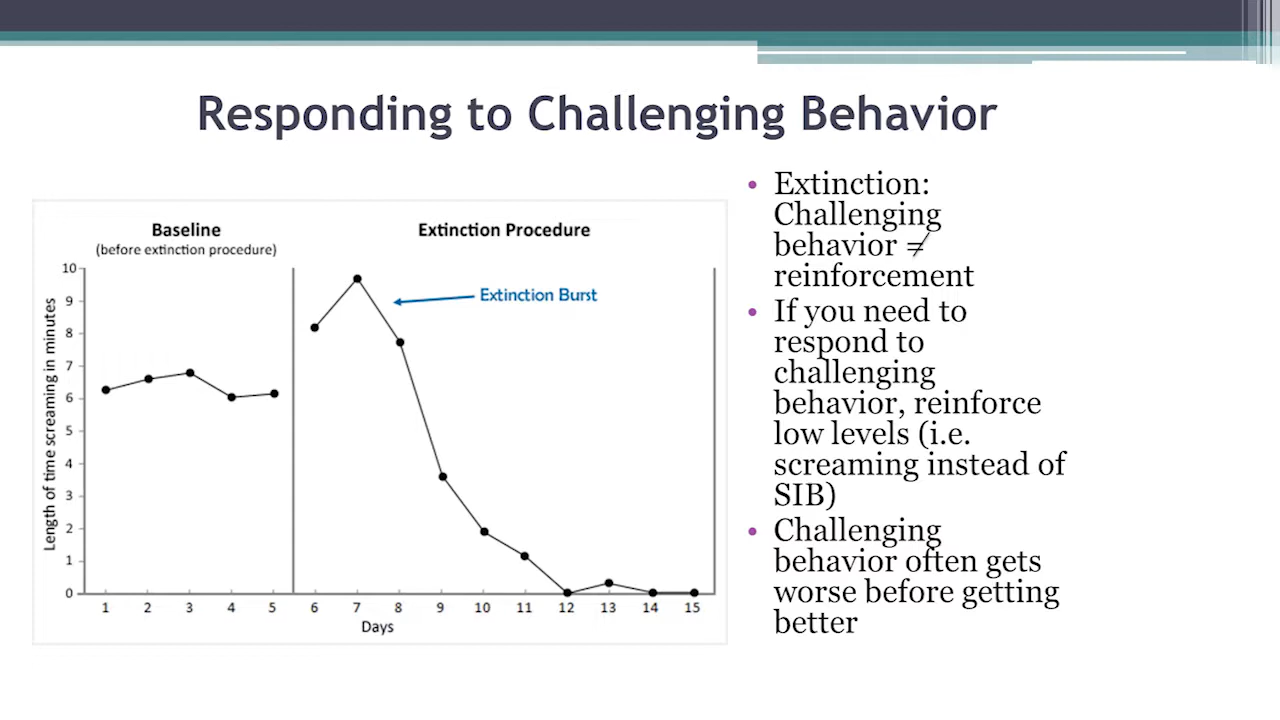 Responding to Challenging Behavior
Baseline
(before extinction procedure)
Extinction Procedure
Extinction Burst
Length of time screaming in minutes
10
9
8
7
6
5
4
3
2
1
0
1 2 3 4 5 6 7 8 9 10 11 12 13 14 15
Days
• Extinction:
Challenging
behavior ≠
reinforcement
• If you need to
respond to
challenging
behavior, reinforce
low levels (i.e.
screaming instead of
SIB)
• Challenging
behavior often gets
worse before getting
better